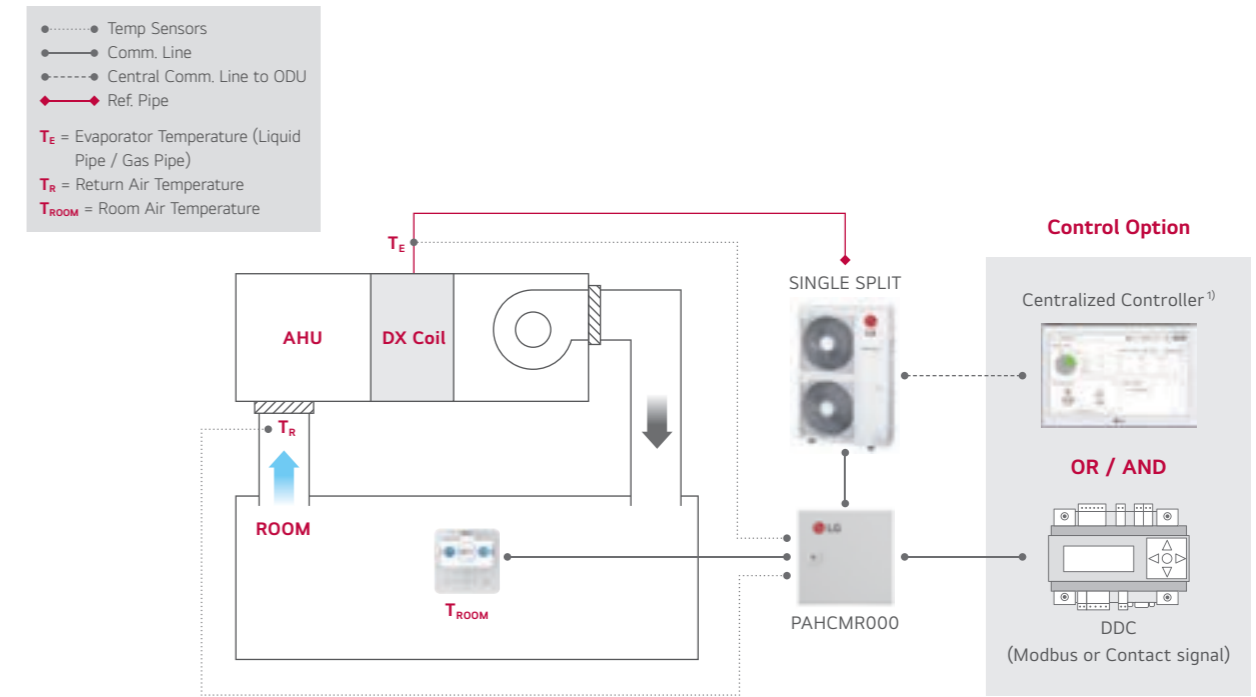 Temp Sensors
Comm. Line
Central Comm. Line to ODU
Ref. Pipe
TE = Evaporator Temperature (Liquid
Pipe / Gas Pipe)
TR = Return Air Temperature
TROOM = Room Air Temperature
Control Option
TE
SINGLE SPLIT
Centralized Controller 1)
AHU
DX Coil
TR
OR / AND
ROOM
LG
TROOM
PAHCMR000
DDC
(Modbus or Contact signal)